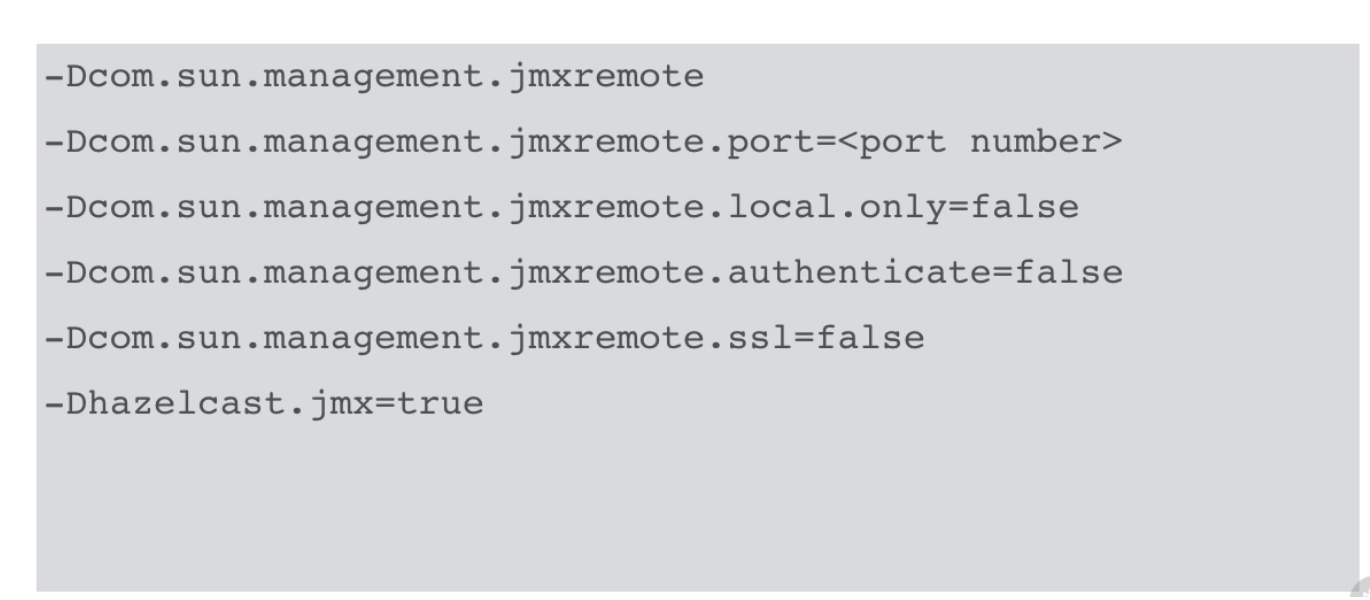 -Dcom.sun.management.jmxremote
-Dcom.sun.management.jmxremote.port=<port number>
-Dcom.sun.management.jmxremote.local.only=false
-Dcom.sun.management.jmxremote.authenticate=false
-Dcom.sun.management.jmxremote.ssl=false
-Dhazelcast.jmx=true